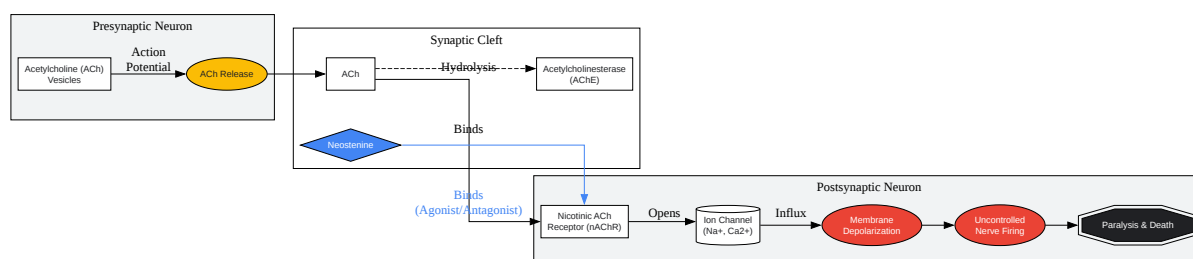 Presynaptic Neuron
Acetylcholine (ACh)
Vesicles
Action
Potential
ACh Release
Synaptic Cleft
ACh
Hydrolysis
Acetylcholinesterase
(AChE)
Neostenine
Binds
Binds
(Agonist/Antagonist)
Postsynaptic Neuron
Nicotinic ACh
Receptor (nAChR)
Opens
Ion Channel
(Na+, Ca2+)
Influx
Membrane
Depolarization
Uncontrolled
Nerve Firing
Paralysis & Death